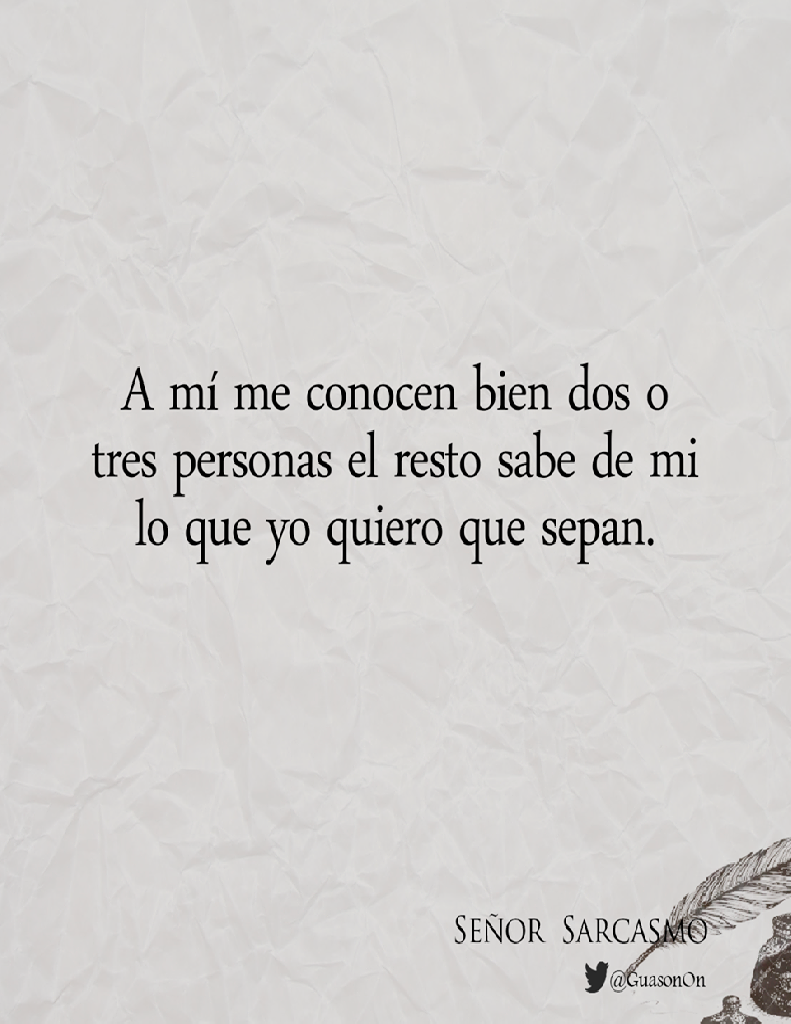 A mí me conocen bien dos o
tres personas el resto sabe de mi
lo que yo quiero que sepan.
SEÑOR SARCASMO
@GuasonOn